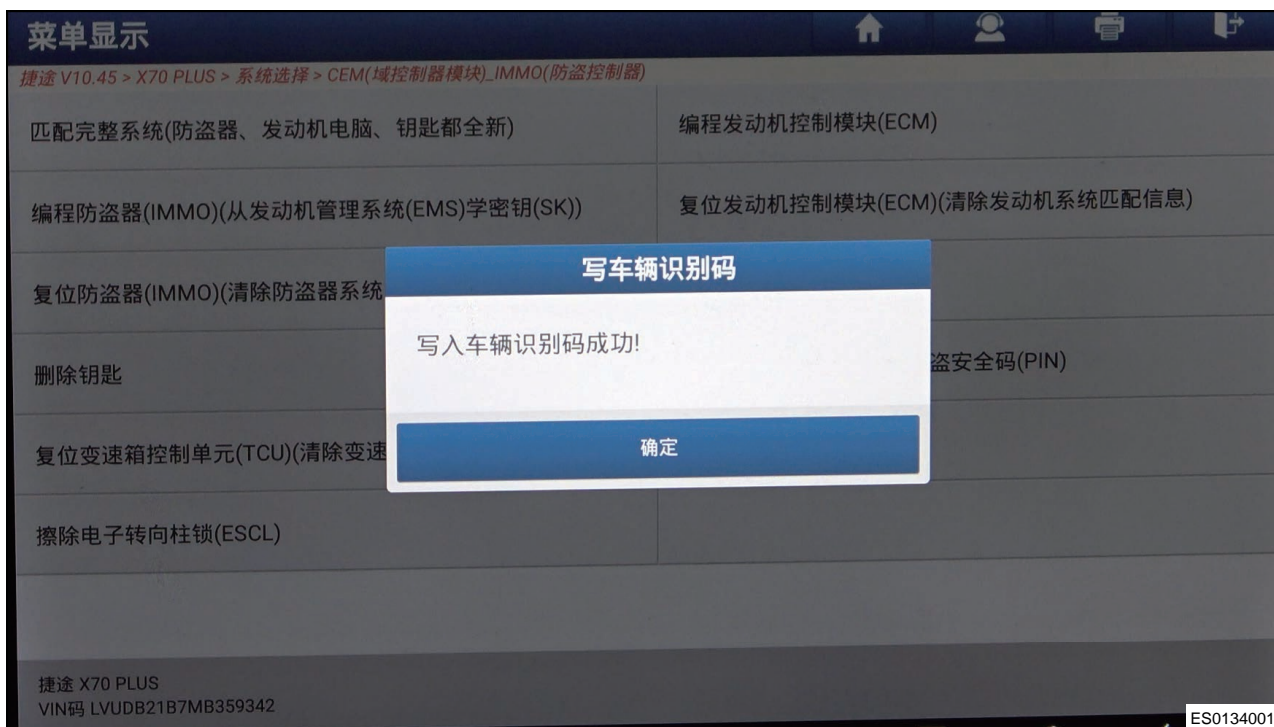 菜单显示
捷途 V10.45 > X70 PLUS > 系统选择 > CEM(域控制器模块)_IMMO(防盗控制器)
匹配完整系统(防盗器、发动机电脑、钥匙都全新)
编程发动机控制模块(ECM)
编程防盗器(IMMO)(从发动机管理系统(EMS)学密钥(SK))
复位发动机控制模块(ECM)(清除发动机系统匹配信息)
写车辆识别码
复位防盗器(IMMO)(清除防盗器系统
写入车辆识别码成功!
删除钥匙
盗安全码(PIN)
复位变速箱控制单元(TCU)(清除变速
确定
擦除电子转向柱锁(ESCL)
捷途 X70 PLUS
VIN码 LVUDB21B7MB359342
ES0134001